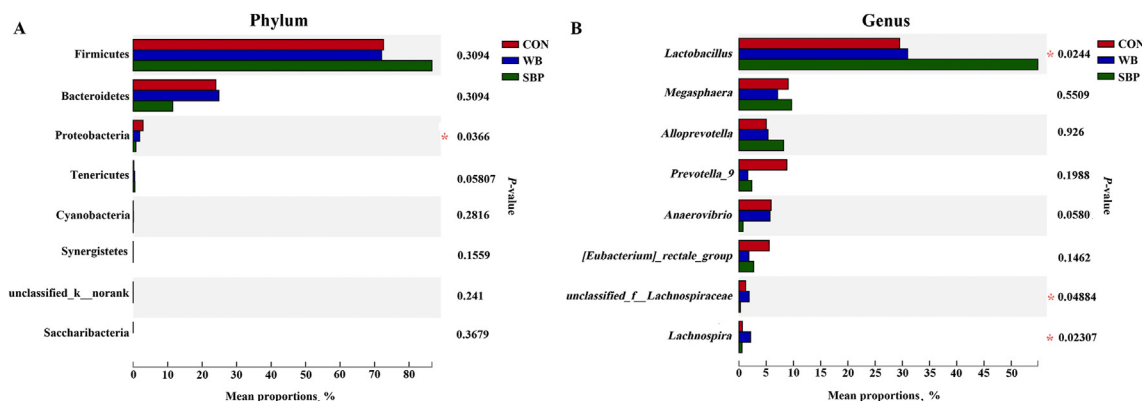 A
Phylum
Firmicutes
0.3094
CON
WB
SBP
Bacteroidetes
0.3094
Proteobacteria
* 0.0366
Tenericutes
0.05807
Cyanobacteria
0.2816
Synergistetes
0.1559
unclassified_k__norank
0.241
Saccharibacteria
0.3679
P-value
0 10 20 30 40 50 60 70 80
Mean proportions, %
B
Genus
Lactobacillus
* 0.0244
CON
WB
SBP
Megasphaera
0.5509
Alloprevotella
0.926
Prevotella_9
0.1988
Anaerovibrio
0.0580
[Eubacterium]_rectale_group
0.1462
unclassified_f__Lachnospiraceae
* 0.04884
Lachnospira
* 0.02307
P-value
0 5 10 15 20 25 30 35 40 45 50
Mean proportions, %